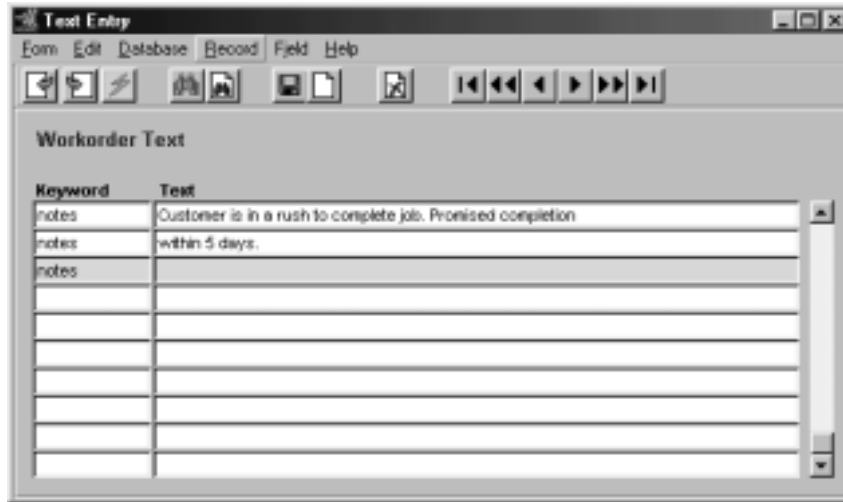 Text Entry
Form Edit Database Record Field Help
Workorder Text
Keyword Text
notes Customer is in a rush to complete job. Promised completion
notes within 5 days.
notes